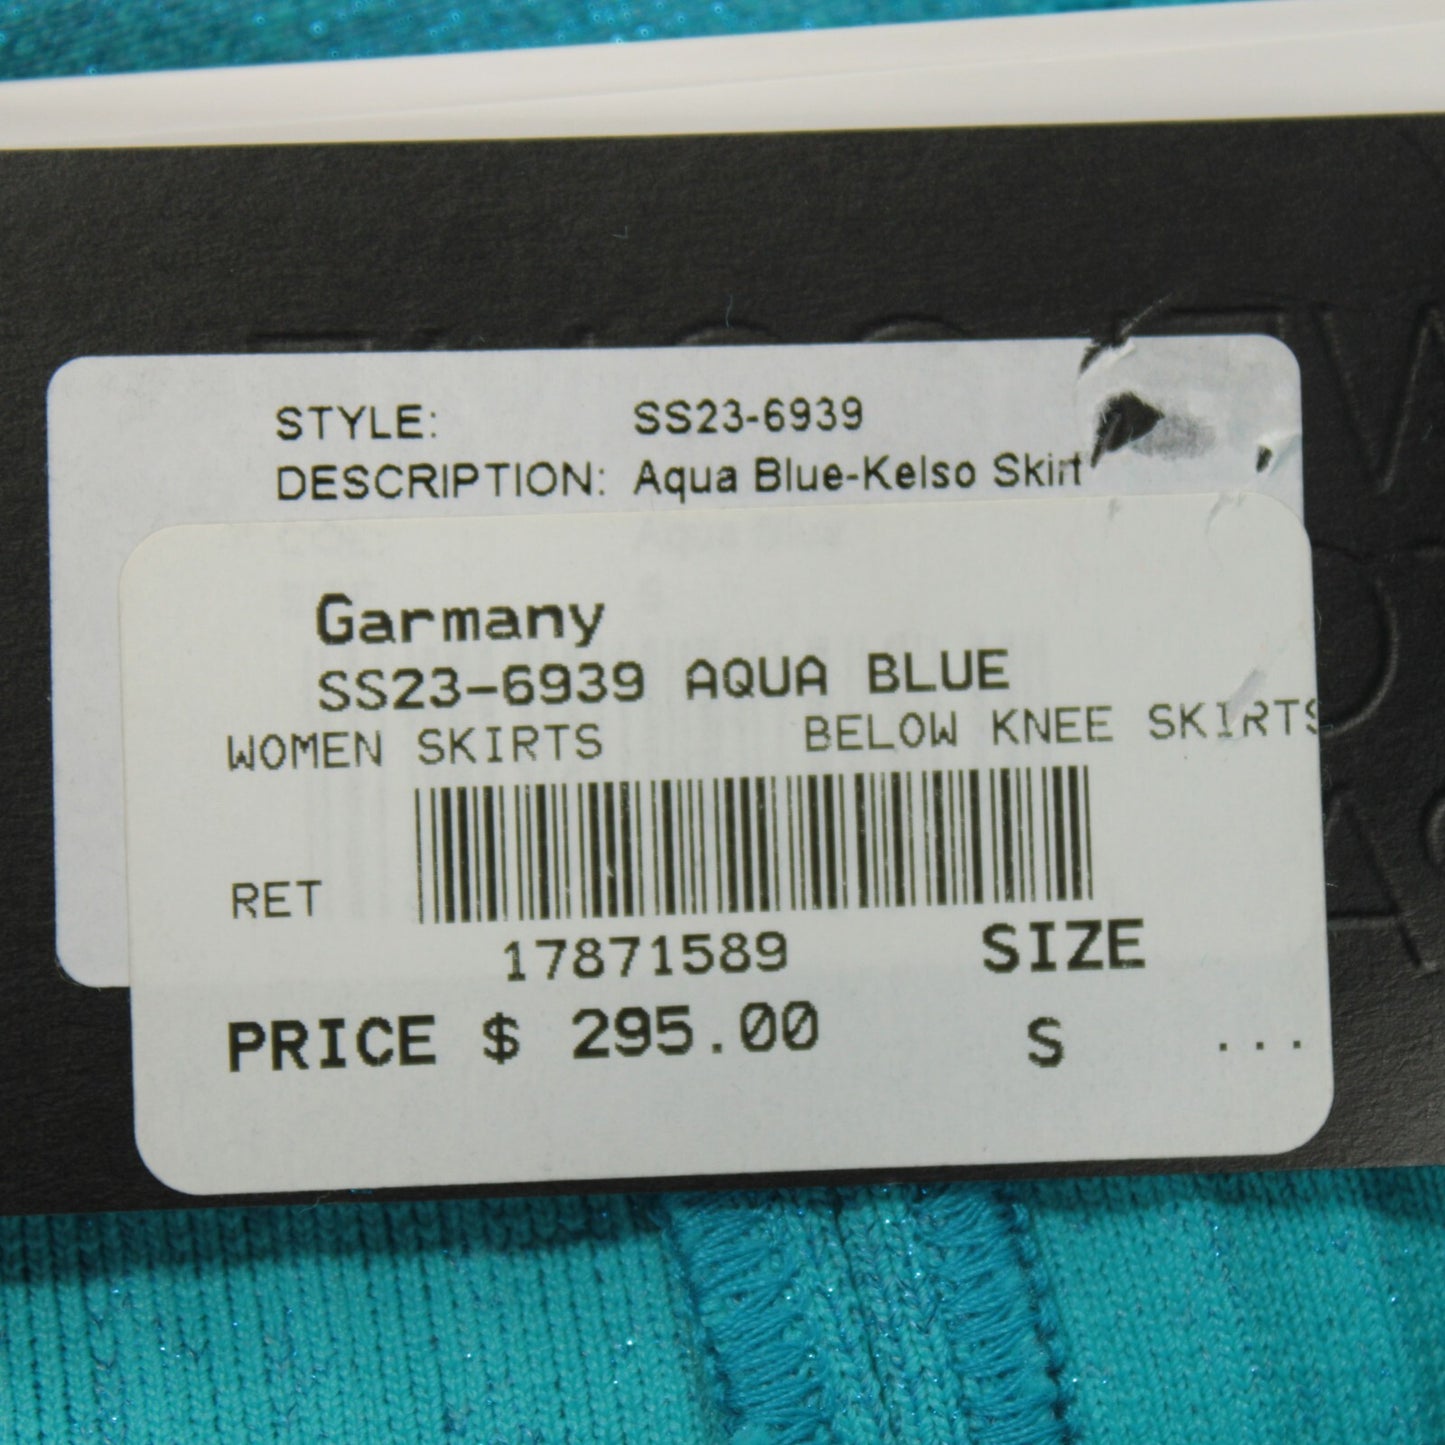 STYLE: SS23-6939
DESCRIPTION: Aqua Blue-Kelso Skirt
Garmany
SS23-6939 AQUA BLUE
WOMEN SKIRTS BELOW KNEE SKIRTS
RET
17871589 SIZE
PRICE $ 295.00 S ...